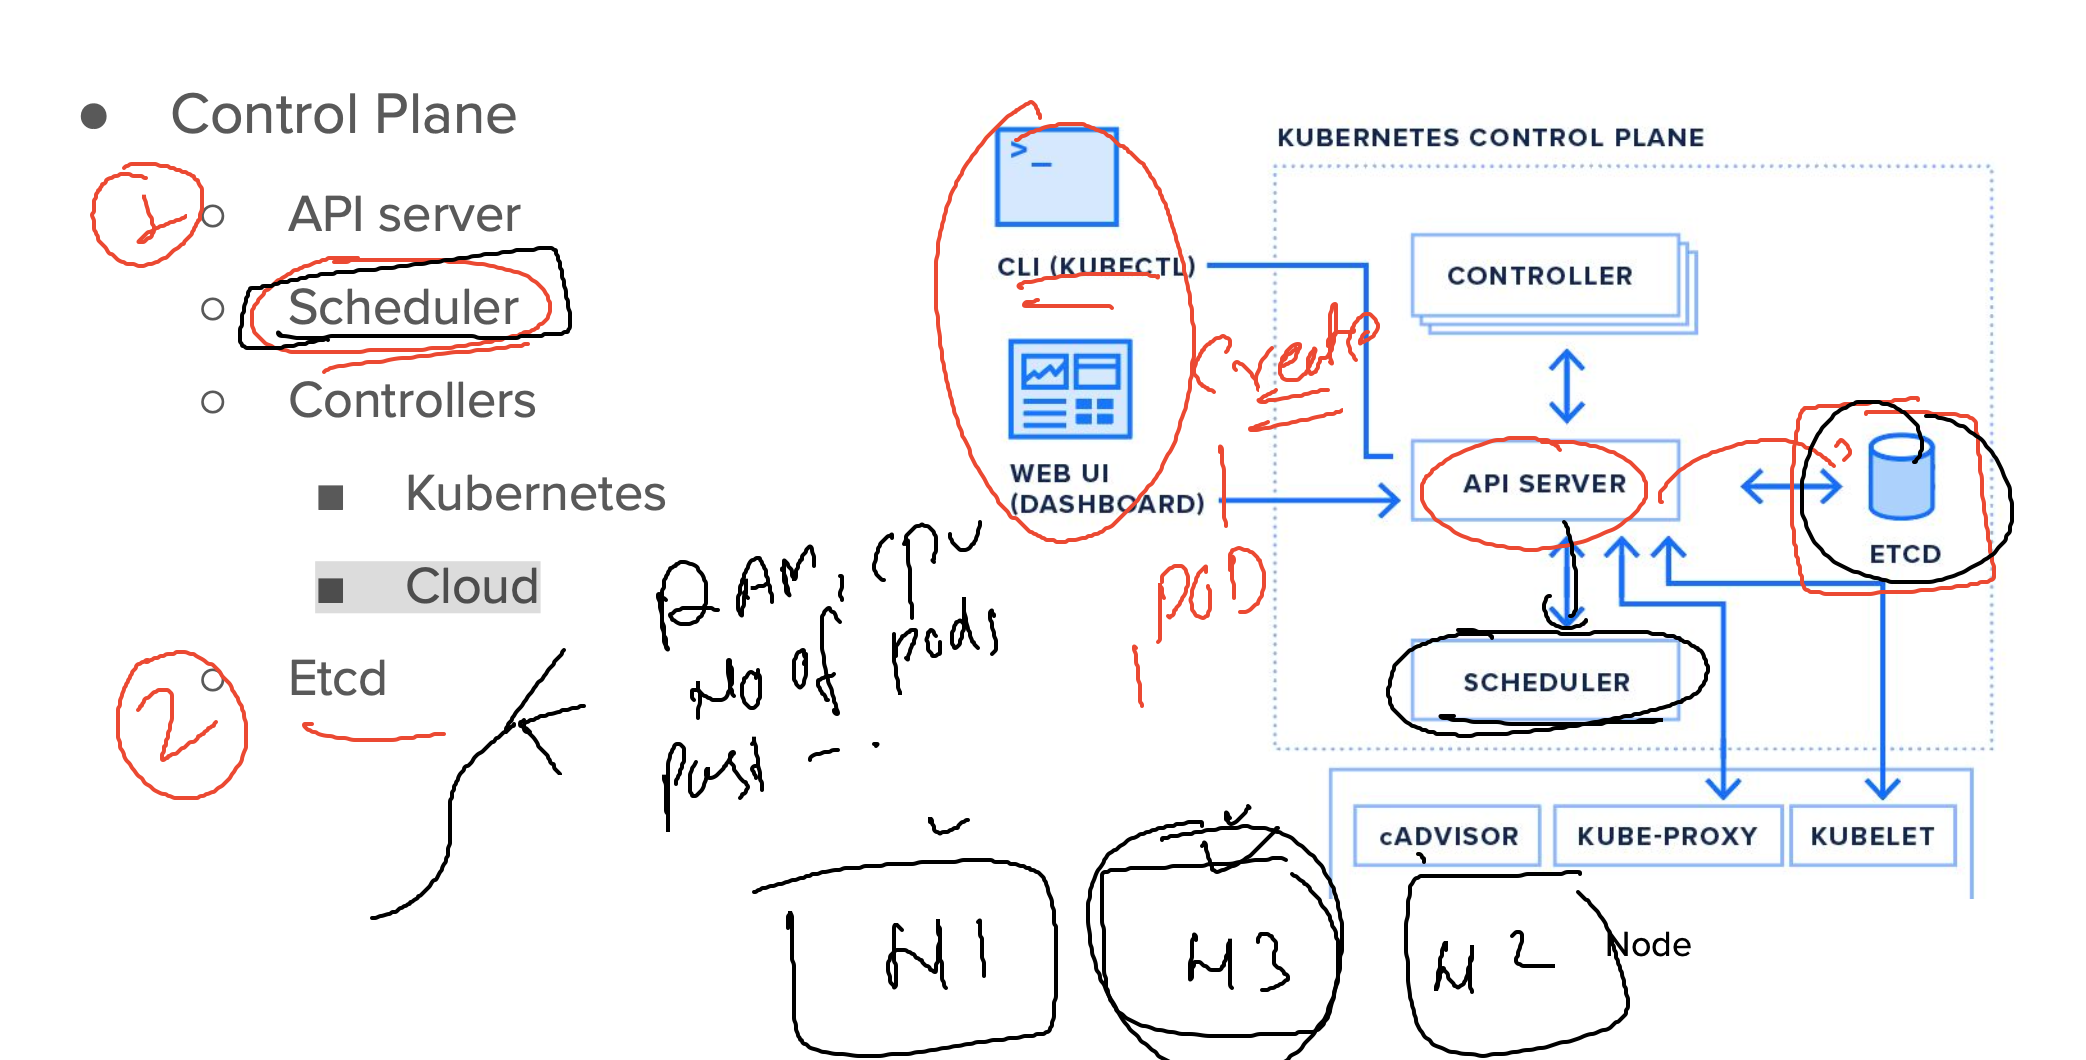 Control Plane
1
API server
Scheduler
Controllers
Kubernetes
Cloud
2
Etcd
RAM, CPU
No of pods
past - .
KUBERNETES CONTROL PLANE
>_
CLI (KUBECTL)
WEB UI
(DASHBOARD)
Create
1
POD
CONTROLLER
API SERVER
ETCD
SCHEDULER
cADVISOR
KUBE-PROXY
KUBELET
N1
N3
N2
Node